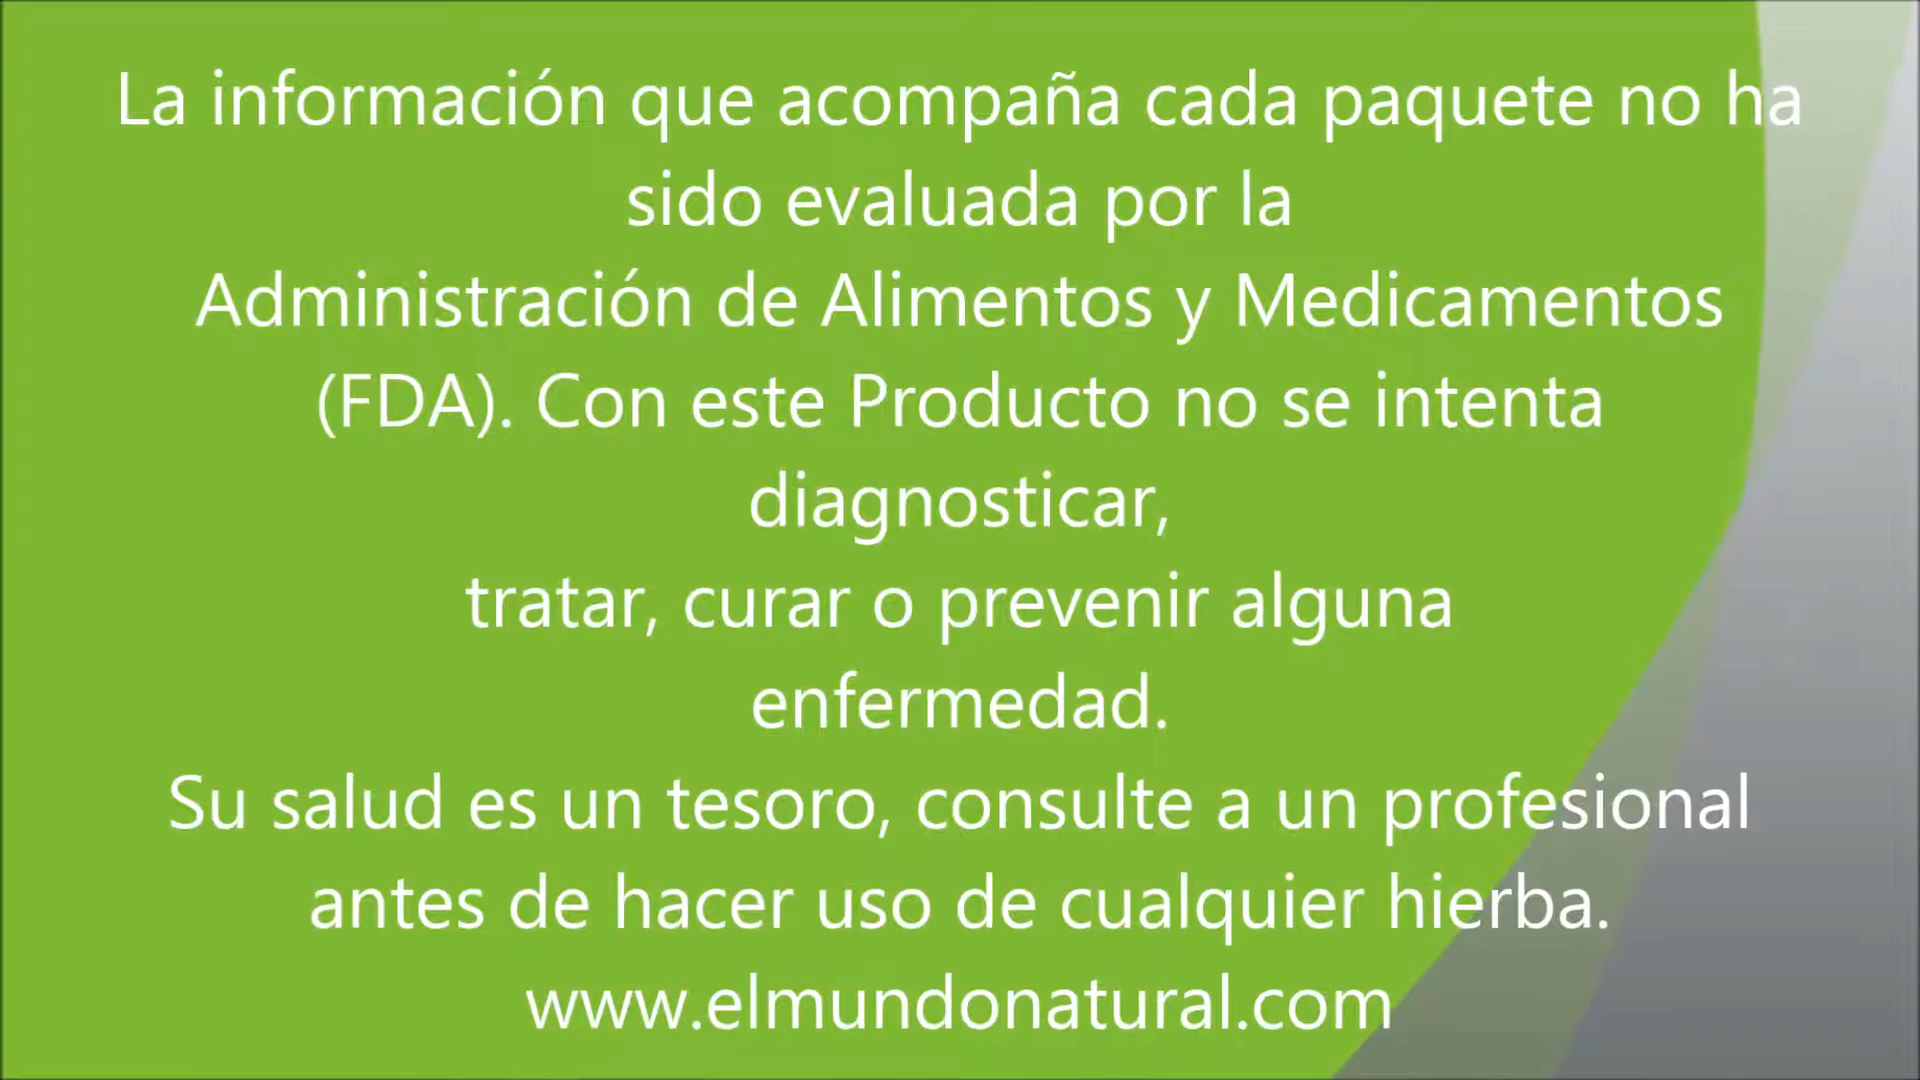 La información que acompaña cada paquete no ha
sido evaluada por la
Administración de Alimentos y Medicamentos
(FDA). Con este Producto no se intenta
diagnosticar,
tratar, curar o prevenir alguna
enfermedad.
Su salud es un tesoro, consulte a un profesional
antes de hacer uso de cualquier hierba.
www.elmundonatural.com